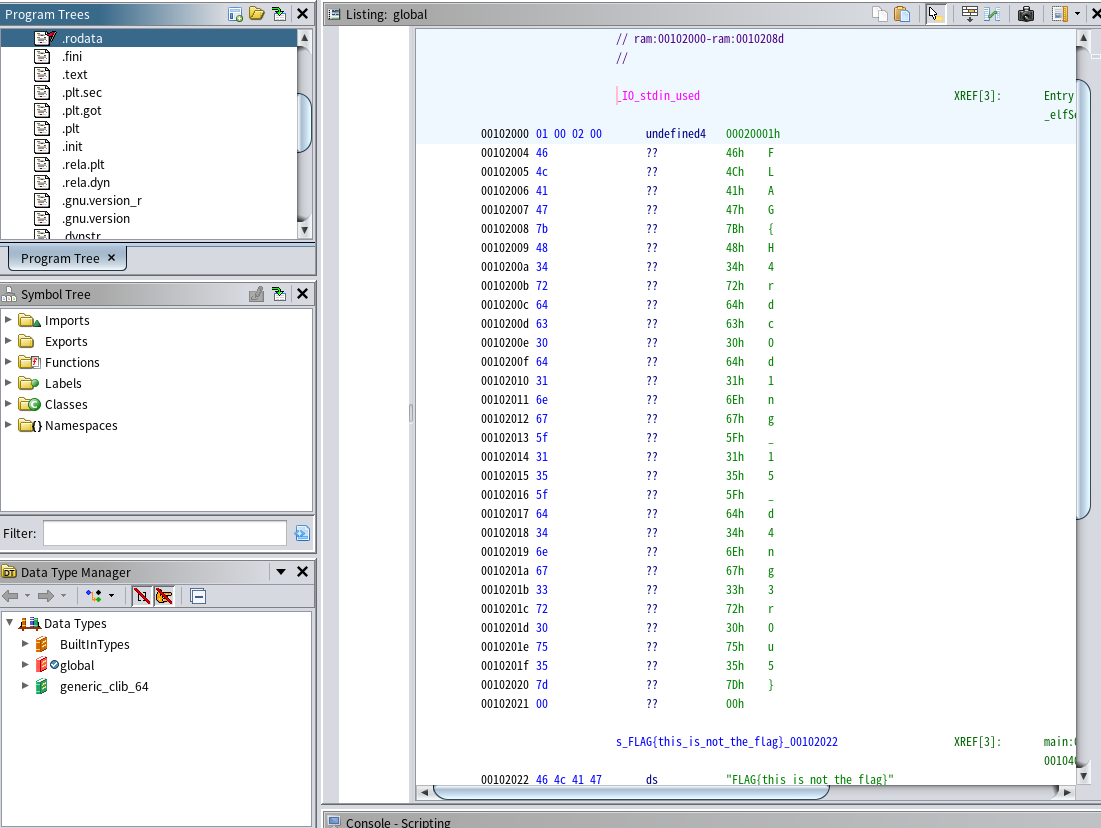 Program Trees
.rodata
.fini
.text
.plt.sec
.plt.got
.plt
.init
.rela.plt
.rela.dyn
.gnu.version_r
.gnu.version
.dynstr
Program Tree ×
Symbol Tree
Imports
Exports
Functions
Labels
Classes
Namespaces
Filter:
Data Type Manager
Data Types
BuiltInTypes
global
generic_clib_64
Listing: global
// ram:00102000-ram:0010208d
//
_IO_stdin_used XREF[3]: Entry
_elfSe
00102000 01 00 02 00 undefined4 00020001h
00102004 46 ?? 46h F
00102005 4c ?? 4Ch L
00102006 41 ?? 41h A
00102007 47 ?? 47h G
00102008 7b ?? 7Bh {
00102009 48 ?? 48h H
0010200a 34 ?? 34h 4
0010200b 72 ?? 72h r
0010200c 64 ?? 64h d
0010200d 63 ?? 63h c
0010200e 30 ?? 30h 0
0010200f 64 ?? 64h d
00102010 31 ?? 31h 1
00102011 6e ?? 6Eh n
00102012 67 ?? 67h g
00102013 5f ?? 5Fh _
00102014 31 ?? 31h 1
00102015 35 ?? 35h 5
00102016 5f ?? 5Fh _
00102017 64 ?? 64h d
00102018 34 ?? 34h 4
00102019 6e ?? 6Eh n
0010201a 67 ?? 67h g
0010201b 33 ?? 33h 3
0010201c 72 ?? 72h r
0010201d 30 ?? 30h 0
0010201e 75 ?? 75h u
0010201f 35 ?? 35h 5
00102020 7d ?? 7Dh }
00102021 00 ?? 00h
s_FLAG{this_is_not_the_flag}_00102022 XREF[3]: main:
00104
00102022 46 4c 41 47 ds "FLAG{this is not the flag}"
Console - Scripting